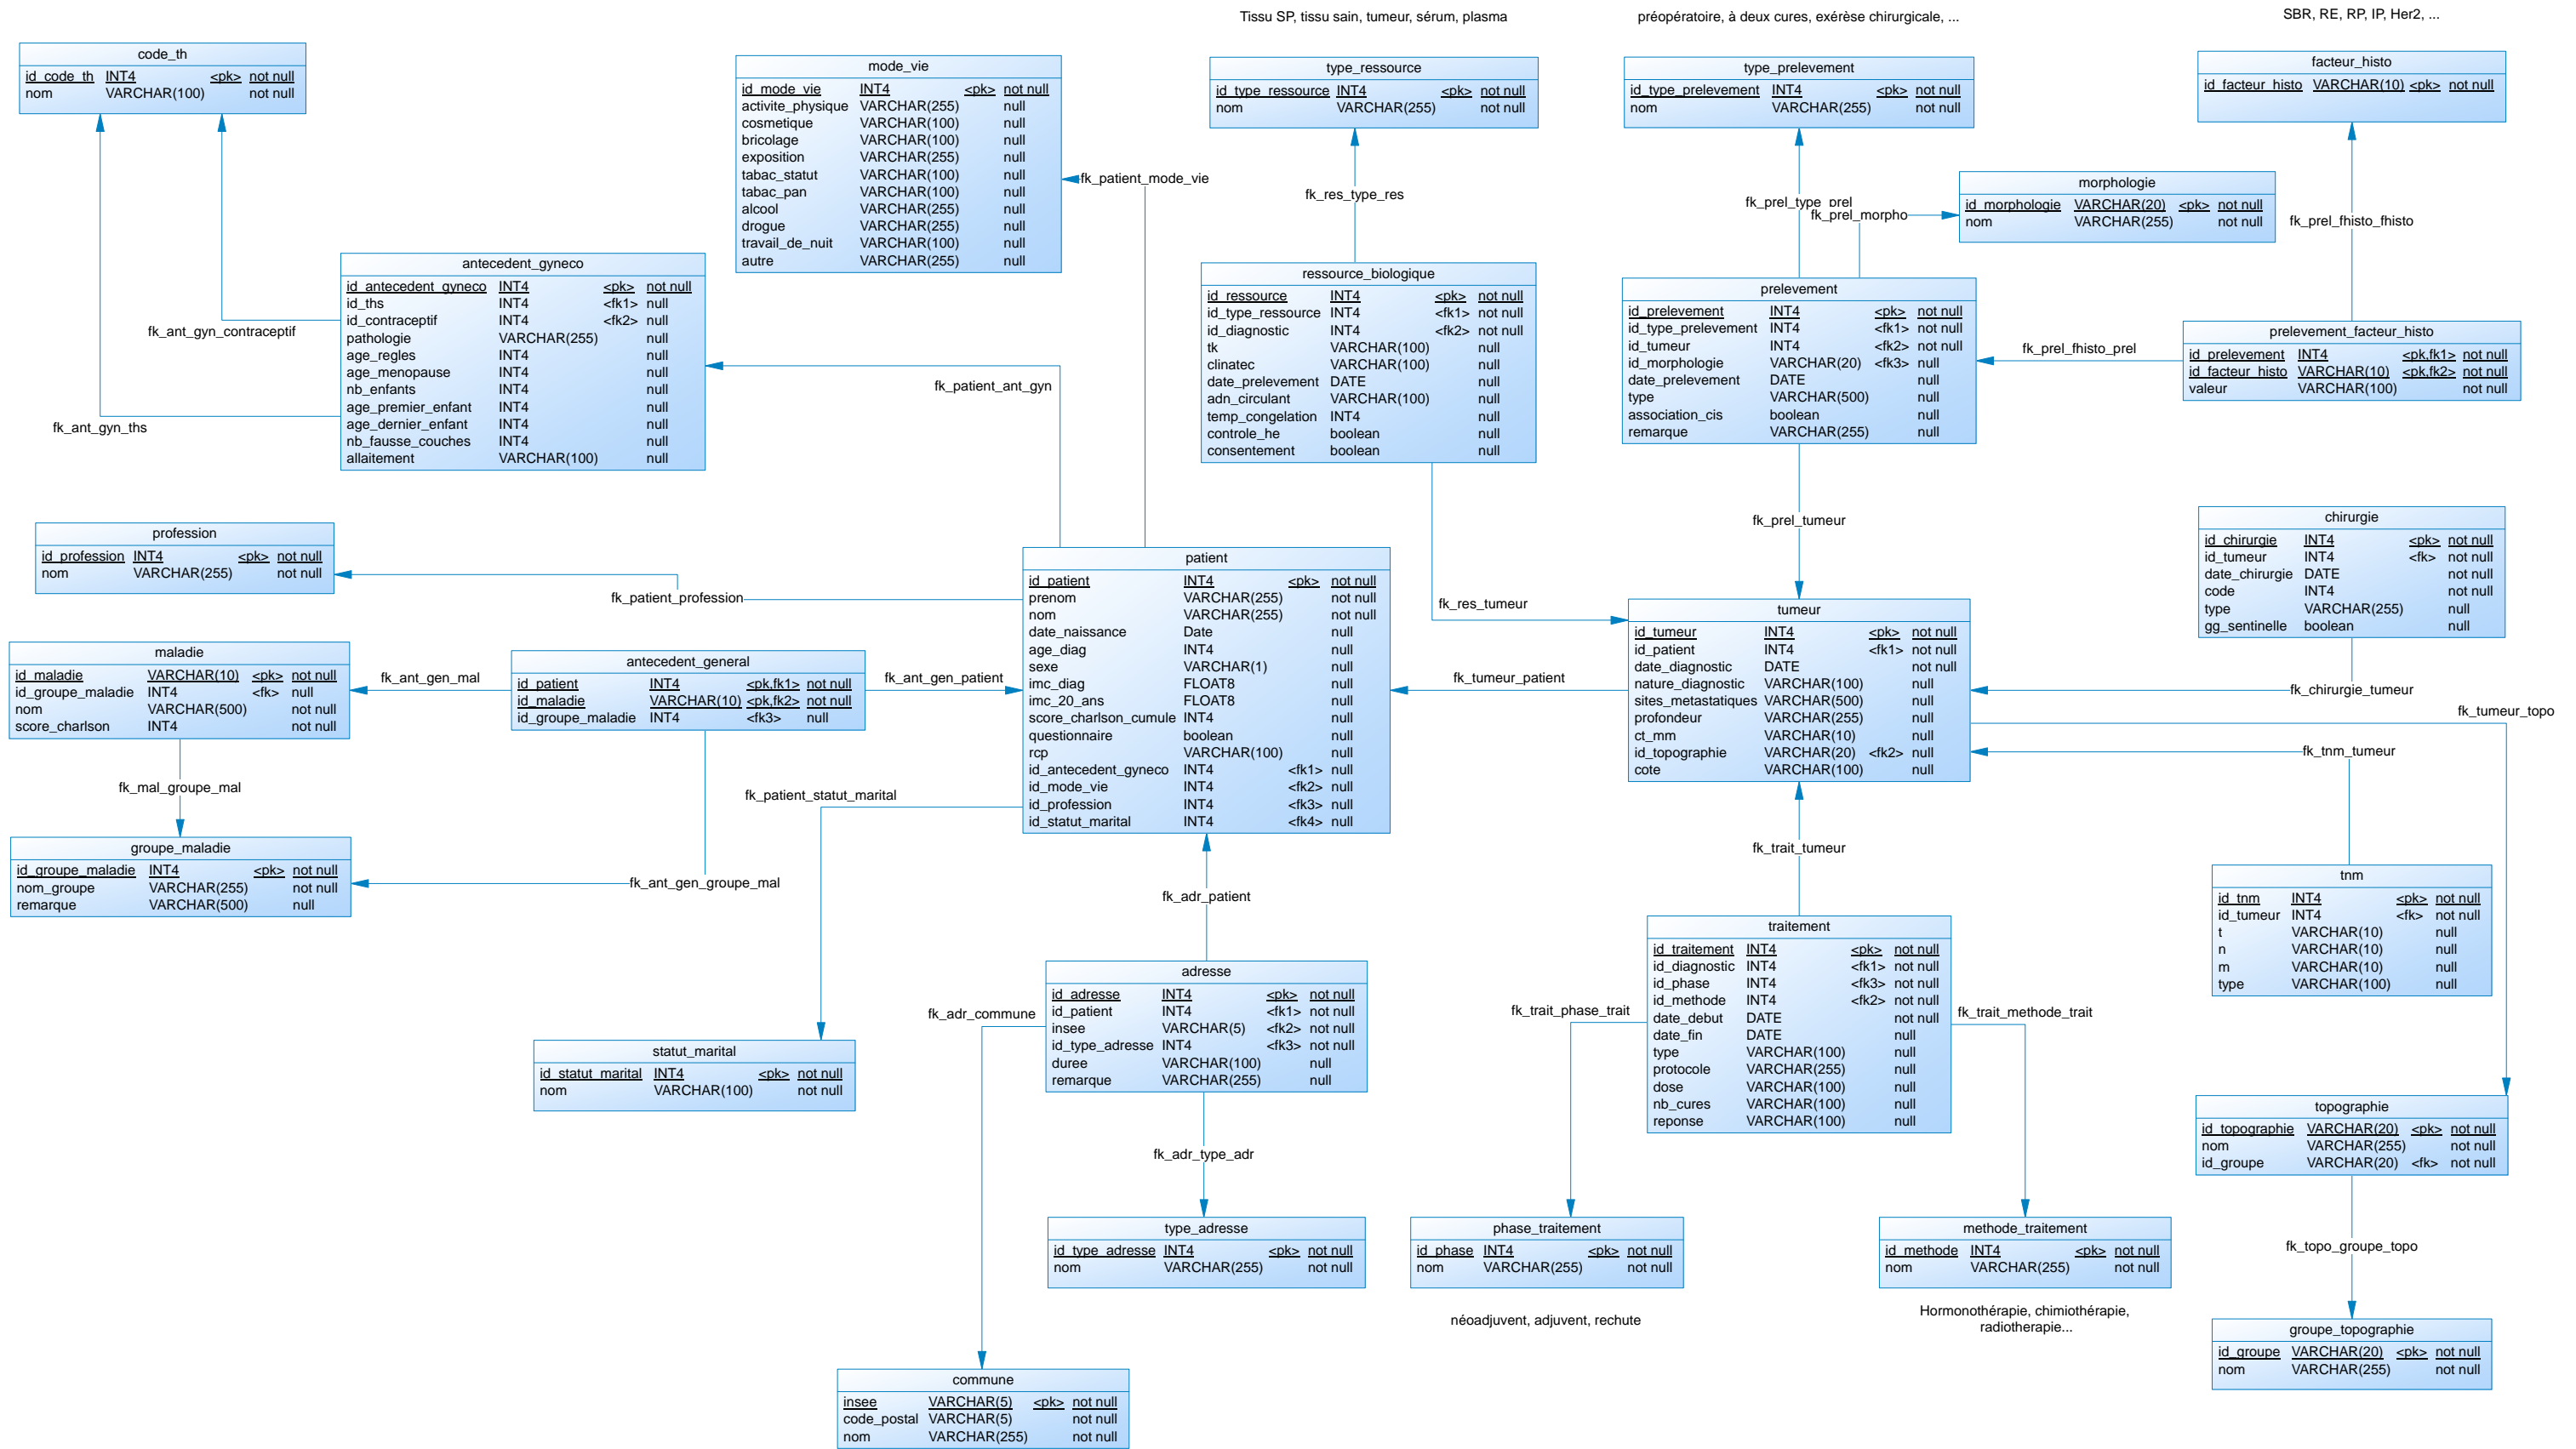 Tissu SP, tissu sain, tumeur, sérum, plasma
préopératoire, à deux cures, exérèse chirurgicale, ...
SBR, RE, RP, IP, Her2, ...
code_th
id_code_th INT4 <pk> not null
nom VARCHAR(100) not null
mode_vie
id_mode_vie INT4 <pk> not null
activite_physique VARCHAR(255) null
cosmetique VARCHAR(100) null
bricolage VARCHAR(100) null
exposition VARCHAR(255) null
tabac_statut VARCHAR(100) null
tabac_pan VARCHAR(100) null
alcool VARCHAR(255) null
drogue VARCHAR(255) null
travail_de_nuit VARCHAR(100) null
autre VARCHAR(255) null
type_ressource
id_type_ressource INT4 <pk> not null
nom VARCHAR(255) not null
type_prelevement
id_type_prelevement INT4 <pk> not null
nom VARCHAR(255) not null
facteur_histo
id_facteur_histo VARCHAR(10) <pk> not null
fk_patient_mode_vie
fk_res_type_res
fk_prel_type_prel
fk_prel_morpho
morphologie
id_morphologie VARCHAR(20) <pk> not null
nom VARCHAR(255) not null
fk_prel_fhisto_fhisto
antecedent_gyneco
id_antecedent_gyneco INT4 <pk> not null
id_ths INT4 <fk1> null
id_contraceptif INT4 <fk2> null
pathologie VARCHAR(255) null
age_regles INT4 null
age_menopause INT4 null
nb_enfants INT4 null
age_premier_enfant INT4 null
age_dernier_enfant INT4 null
nb_fausse_couches INT4 null
allaitement VARCHAR(100) null
fk_ant_gyn_contraceptif
fk_ant_gyn_ths
fk_patient_ant_gyn
ressource_biologique
id_ressource INT4 <pk> not null
id_type_ressource INT4 <fk1> not null
id_diagnostic INT4 <fk2> not null
tk VARCHAR(100) null
clinatec VARCHAR(100) null
date_prelevement DATE null
adn_circulant VARCHAR(100) null
temp_congelation INT4 null
controle_he boolean null
consentement boolean null
prelevement
id_prelevement INT4 <pk> not null
id_type_prelevement INT4 <fk1> not null
id_tumeur INT4 <fk2> not null
id_morphologie VARCHAR(20) <fk3> null
date_prelevement DATE null
type VARCHAR(500) null
association_cis boolean null
remarque VARCHAR(255) null
fk_prel_fhisto_prel
prelevement_facteur_histo
id_prelevement INT4 <pk,fk1> not null
id_facteur_histo VARCHAR(10) <pk,fk2> not null
valeur VARCHAR(100) not null
profession
id_profession INT4 <pk> not null
nom VARCHAR(255) not null
fk_patient_profession
fk_prel_tumeur
fk_res_tumeur
chirurgie
id_chirurgie INT4 <pk> not null
id_tumeur INT4 <fk> not null
date_chirurgie DATE not null
code INT4 not null
type VARCHAR(255) null
gg_sentinelle boolean null
patient
id_patient INT4 <pk> not null
prenom VARCHAR(255) not null
nom VARCHAR(255) not null
date_naissance Date null
age_diag INT4 null
sexe VARCHAR(1) null
imc_diag FLOAT8 null
imc_20_ans FLOAT8 null
score_charlson_cumule INT4 null
questionnaire boolean null
rcp VARCHAR(100) null
id_antecedent_gyneco INT4 <fk1> null
id_mode_vie INT4 <fk2> null
id_profession INT4 <fk3> null
id_statut_marital INT4 <fk4> null
tumeur
id_tumeur INT4 <pk> not null
id_patient INT4 <fk1> not null
date_diagnostic DATE not null
nature_diagnostic VARCHAR(100) null
sites_metastatiques VARCHAR(500) null
profondeur VARCHAR(255) null
ct_mm VARCHAR(10) null
id_topographie VARCHAR(20) <fk2> null
cote VARCHAR(100) null
maladie
id_maladie VARCHAR(10) <pk> not null
id_groupe_maladie INT4 <fk> null
nom VARCHAR(500) not null
score_charlson INT4 not null
fk_ant_gen_mal
antecedent_general
id_patient INT4 <pk,fk1> not null
id_maladie VARCHAR(10) <pk,fk2> not null
id_groupe_maladie INT4 <fk3> null
fk_ant_gen_patient
fk_tumeur_patient
fk_chirurgie_tumeur
fk_tumeur_topo
fk_tnm_tumeur
fk_mal_groupe_mal
fk_patient_statut_marital
groupe_maladie
id_groupe_maladie INT4 <pk> not null
nom_groupe VARCHAR(255) not null
remarque VARCHAR(500) null
fk_ant_gen_groupe_mal
fk_adr_patient
fk_trait_tumeur
tnm
id_tnm INT4 <pk> not null
id_tumeur INT4 <fk> not null
t VARCHAR(10) null
n VARCHAR(10) null
m VARCHAR(10) null
type VARCHAR(100) null
traitement
id_traitement INT4 <pk> not null
id_diagnostic INT4 <fk1> not null
id_phase INT4 <fk3> not null
id_methode INT4 <fk2> not null
date_debut DATE not null
date_fin DATE null
type VARCHAR(100) null
protocole VARCHAR(255) null
dose VARCHAR(100) null
nb_cures VARCHAR(100) null
reponse VARCHAR(100) null
adresse
id_adresse INT4 <pk> not null
id_patient INT4 <fk1> not null
insee VARCHAR(5) <fk2> not null
id_type_adresse INT4 <fk3> not null
duree VARCHAR(100) null
remarque VARCHAR(255) null
fk_adr_commune
fk_trait_phase_trait
fk_trait_methode_trait
statut_marital
id_statut_marital INT4 <pk> not null
nom VARCHAR(100) not null
topographie
id_topographie VARCHAR(20) <pk> not null
nom VARCHAR(255) not null
id_groupe VARCHAR(20) <fk> not null
fk_adr_type_adr
type_adresse
id_type_adresse INT4 <pk> not null
nom VARCHAR(255) not null
phase_traitement
id_phase INT4 <pk> not null
nom VARCHAR(255) not null
methode_traitement
id_methode INT4 <pk> not null
nom VARCHAR(255) not null
fk_topo_groupe_topo
néoadjuvent, adjuvent, rechute
Hormonothérapie, chimiothérapie,
radiotherapie...
groupe_topographie
id_groupe VARCHAR(20) <pk> not null
nom VARCHAR(255) not null
commune
insee VARCHAR(5) <pk> not null
code_postal VARCHAR(5) not null
nom VARCHAR(255) not null